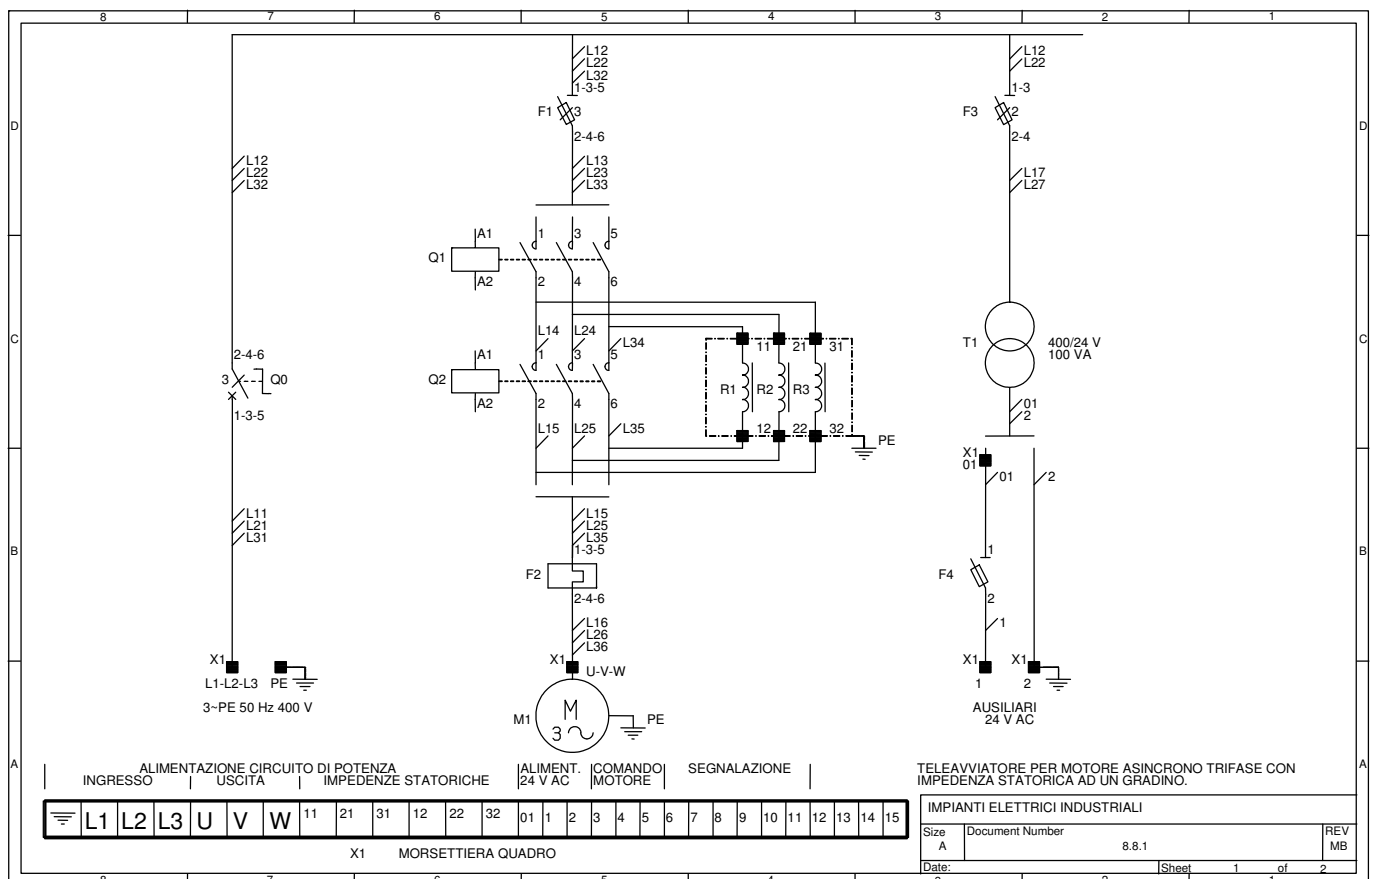 8 7 6 5 4 3 2 1
D
C
B
A
D
C
B
A
L12
L22
L32
2-4-6
3
Q0
1-3-5
L11
L21
L31
X1
L1-L2-L3 PE
3~PE 50 Hz 400 V
L12
L22
L32
1-3-5
F1
3
2-4-6
L13
L23
L33
Q1
A1
A2
1 3 5
2 4 6
L14 L24 L34
Q2
A1
A2
1 3 5
2 4 6
L15 L25 L35
11 21 31
R1 R2 R3
12 22 32
PE
L15
L25
L35
1-3-5
F2
2-4-6
L16
L26
L36
X1
U-V-W
M1
M
3
PE
L12
L22
1-3
F3
2
2-4
L17
L27
T1
400/24 V
100 VA
01
2
X1
01
01
2
1
F4
2
1
X1 X1
1 2
AUSILIARI
24 V AC
ALIMENTAZIONE CIRCUITO DI POTENZA
INGRESSO USCITA IMPEDENZE STATORICHE
ALIMENT.
24 V AC
COMANDO
MOTORE
SEGNALAZIONE
L1 L2 L3 U V W 11 21 31 12 22 32 01 1 2 3 4 5 6 7 8 9 10 11 12 13 14 15
X1 MORSETTIERA QUADRO
TELEAVVIATORE PER MOTORE ASINCRONO TRIFASE CON
IMPEDENZA STATORICA AD UN GRADINO.
IMPIANTI ELETTRICI INDUSTRIALI
Size
A
Document Number
8.8.1
REV
MB
Date:
Sheet 1 of 2